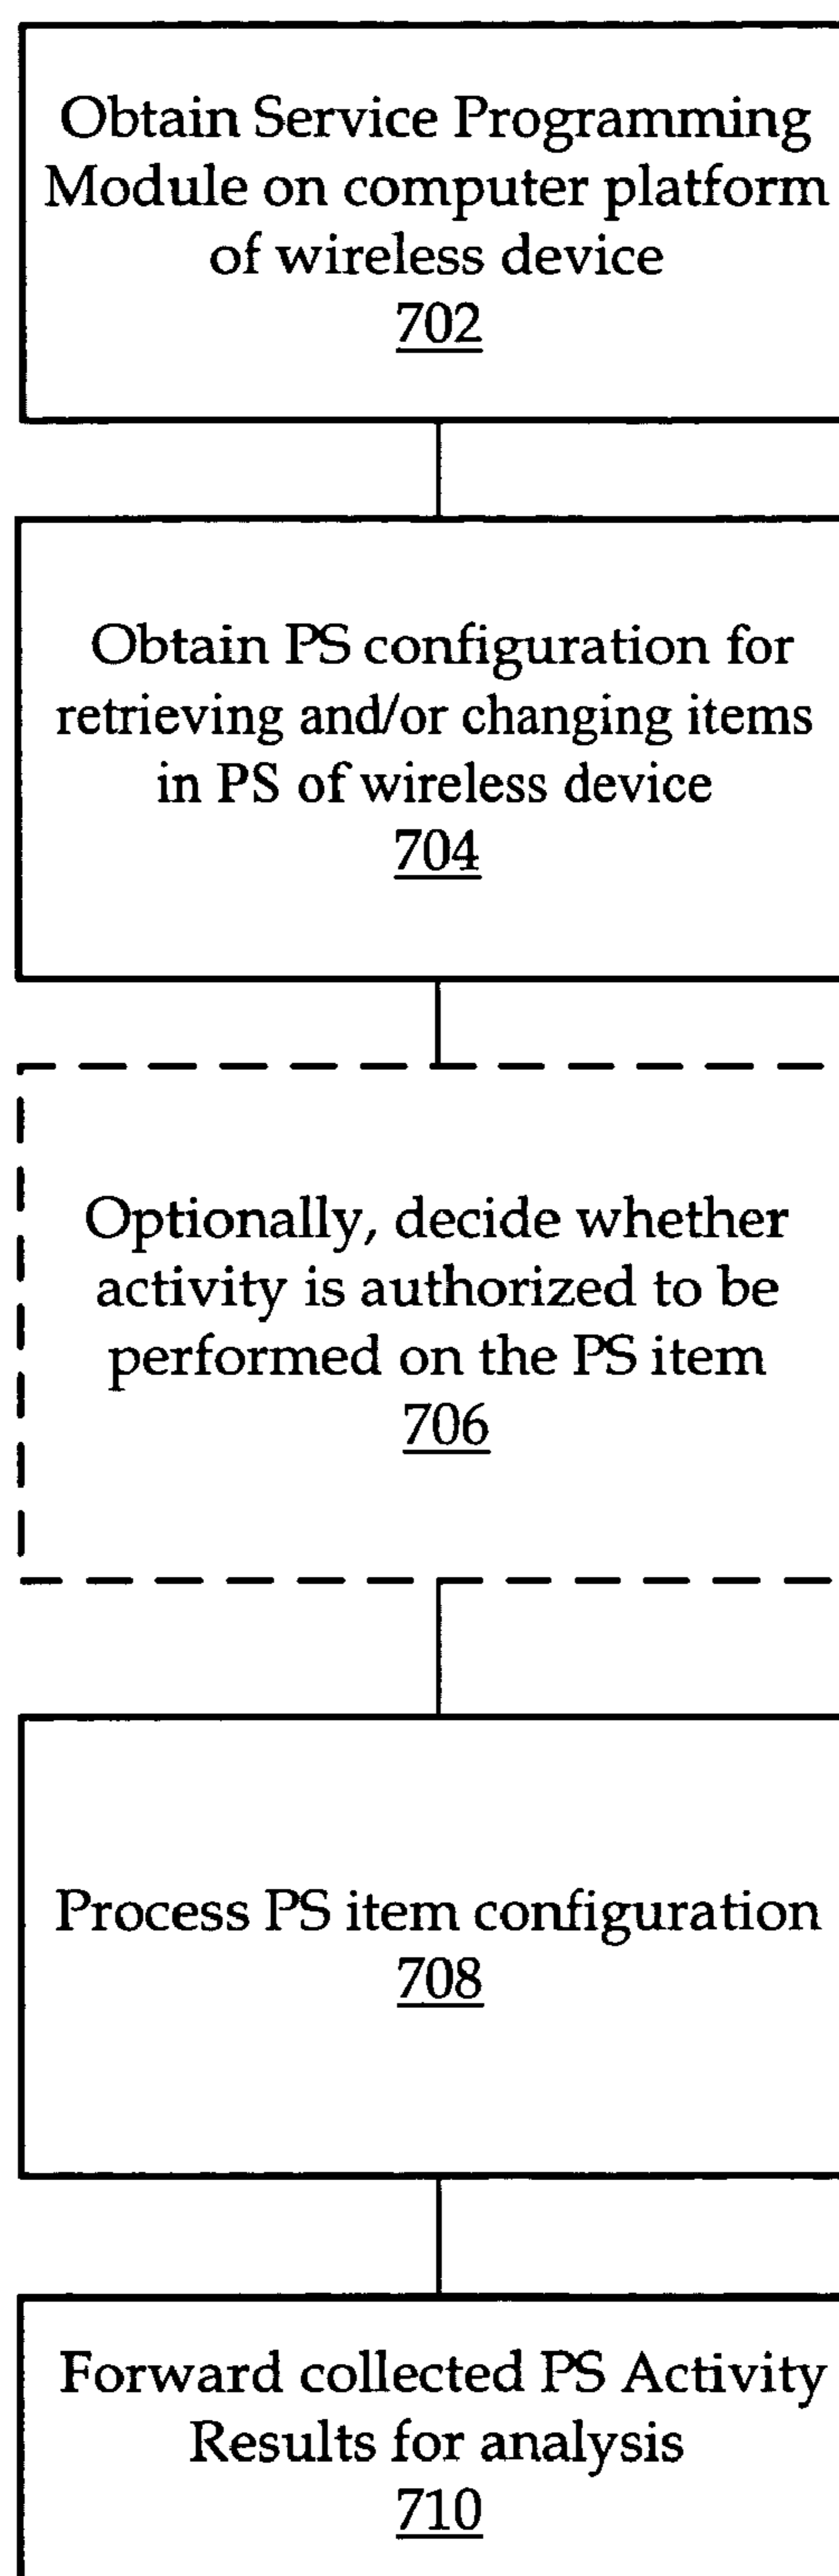 Obtain Service Programming
Module on computer platform
of wireless device
702
Obtain PS configuration for
retrieving and/or changing items
in PS of wireless device
704
Optionally, decide whether
activity is authorized to be
performed on the PS item
706
Process PS item configuration
708
Forward collected PS Activity
Results for analysis
710